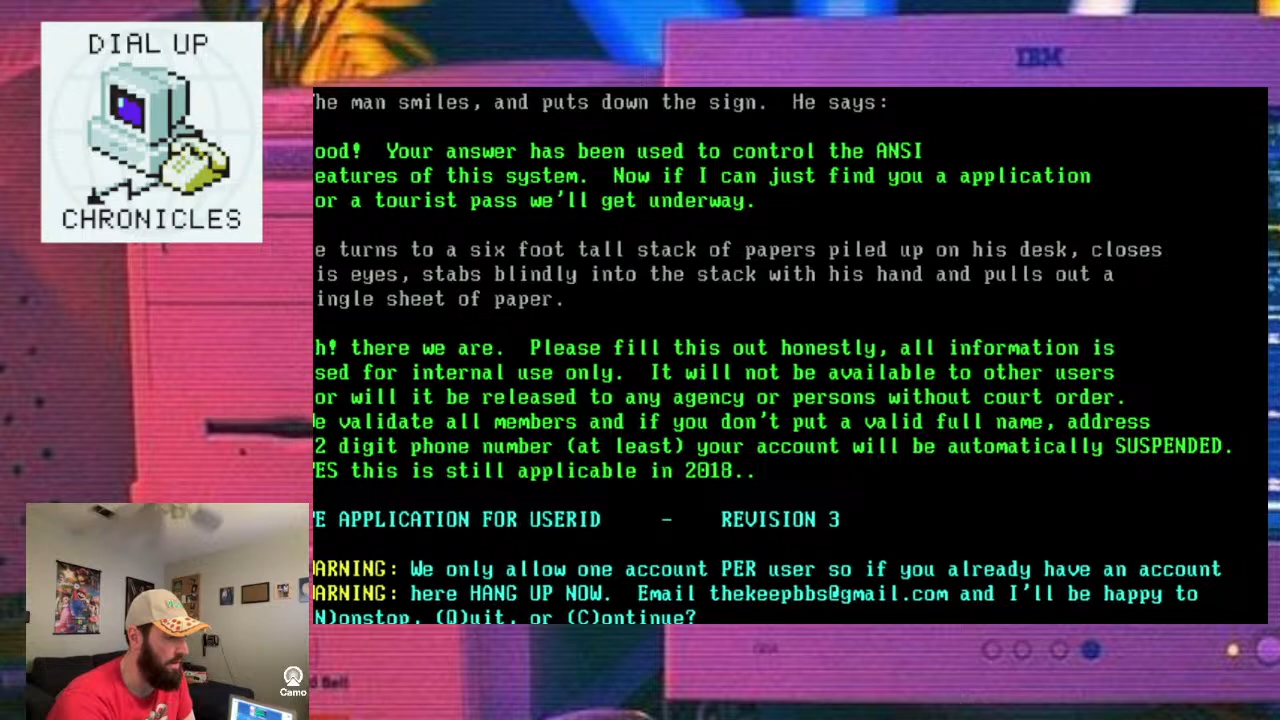 DIAL UP
CHRONICLES
IBM
he man smiles, and puts down the sign. He says:
ood! Your answer has been used to control the ANSI
eatures of this system. Now if I can just find you a application
or a tourist pass we'll get underway.
e turns to a six foot tall stack of papers piled up on his desk, closes
is eyes, stabs blindly into the stack with his hand and pulls out a
ingle sheet of paper.
h! there we are. Please fill this out honestly, all information is
sed for internal use only. It will not be available to other users
or will it be released to any agency or persons without court order.
e validate all members and if you don't put a valid full name, address
2 digit phone number (at least) your account will be automatically SUSPENDED.
ES this is still applicable in 2018..
E APPLICATION FOR USERID - REVISION 3
ARNING: We only allow one account PER user so if you already have an account
ARNING: here HANG UP NOW. Email thekeepbbs@gmail.com and I'll be happy to
N)onstop, (Q)uit, or (C)ontinue?
Camo
d Bell